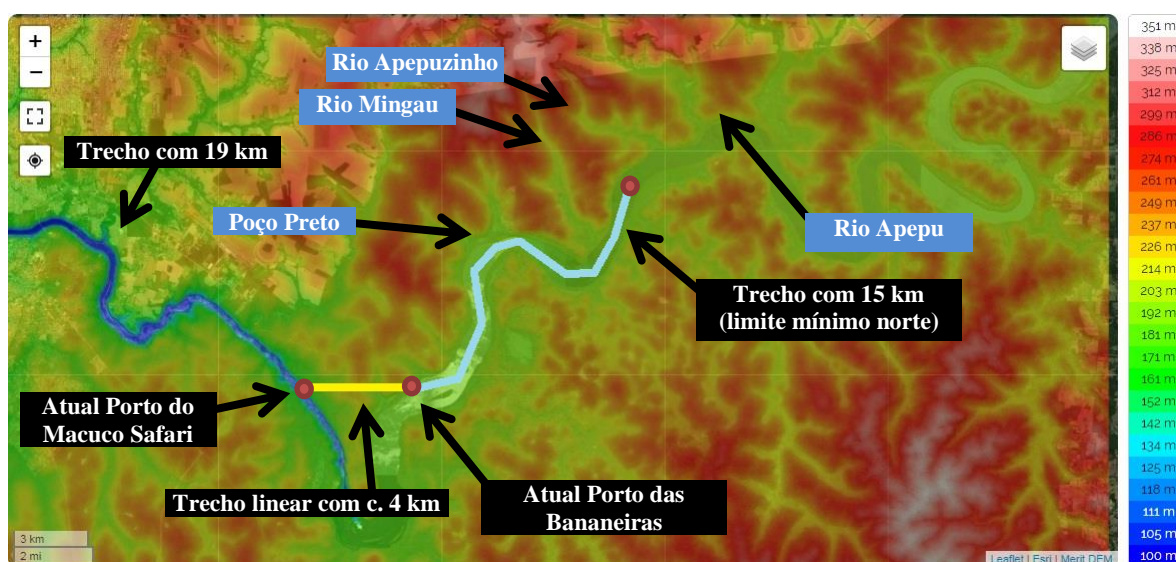 +
−
Rio Apepuzinho
Rio Mingau
Trecho com 19 km
Poço Preto
Rio Apepu
Trecho com 15 km
(limite mínimo norte)
Atual Porto do
Macuco Safari
Trecho linear com c. 4 km
Atual Porto das
Bananeiras
3 km
2 mi
Leaflet | Esri | Merit DEM
351 m
338 m
325 m
312 m
299 m
286 m
274 m
261 m
249 m
237 m
226 m
214 m
203 m
192 m
181 m
171 m
161 m
152 m
142 m
134 m
125 m
118 m
111 m
105 m
100 m